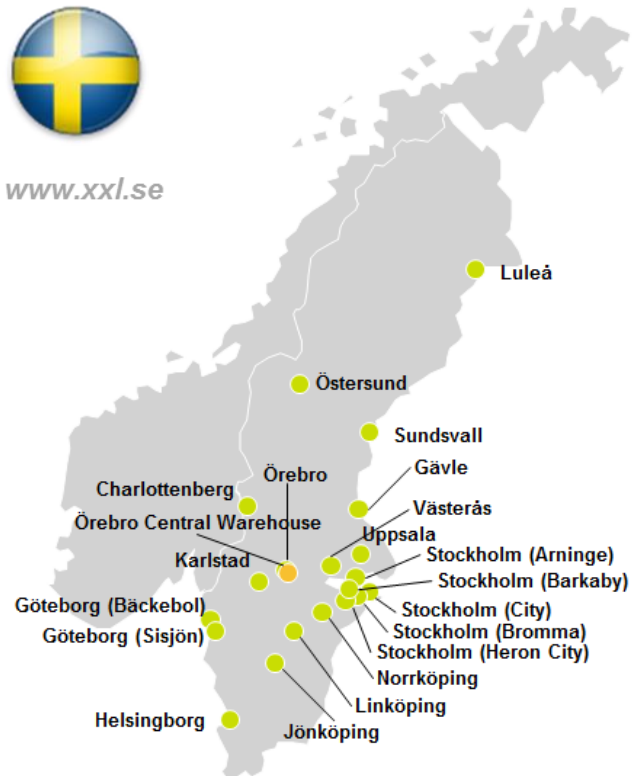 www.xxl.se
Luleå
Östersund
Sundsvall
Gävle
Örebro
Charlottenberg
Västerås
Örebro Central Warehouse
Uppsala
Karlstad
Stockholm (Arninge)
Stockholm (Barkaby)
Göteborg (Bäckebol)
Stockholm (City)
Stockholm (Bromma)
Göteborg (Sisjön)
Stockholm (Heron City)
Norrköping
Linköping
Helsingborg
Jönköping